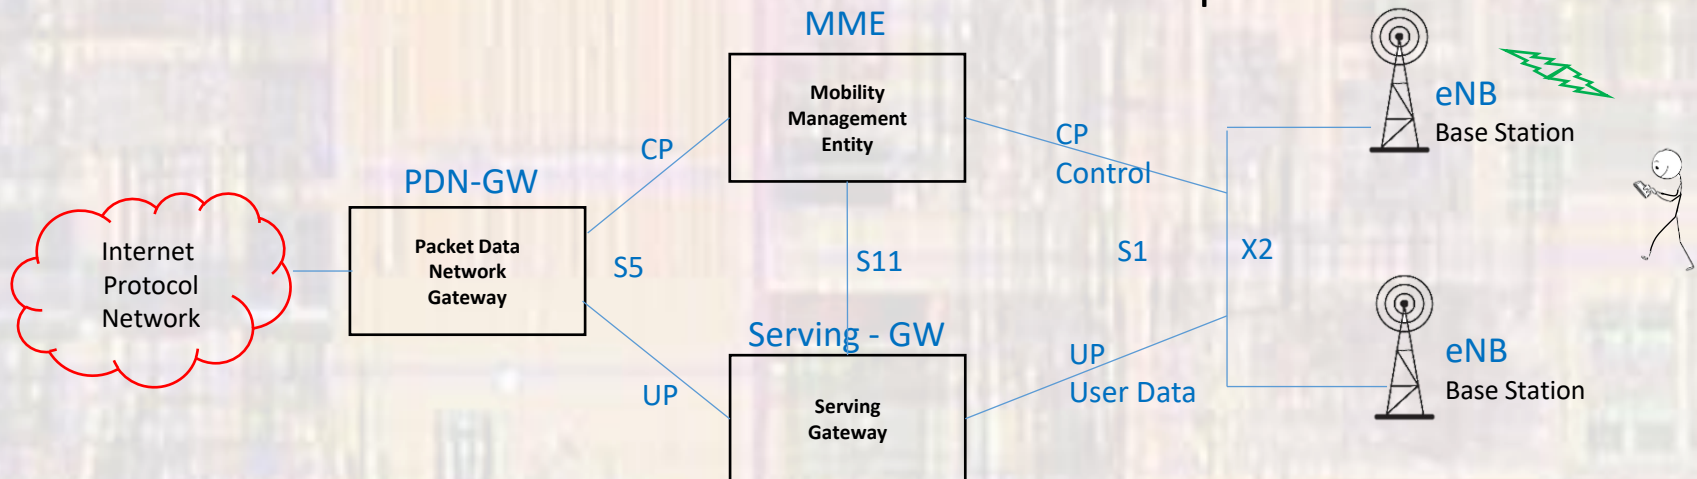 MME
Mobility
Management
Entity
eNB
Base Station
CP
CP
Control
PDN-GW
Internet
Protocol
Network
Packet Data
Network
Gateway
S5
S11
S1
X2
Serving - GW
UP
UP
User Data
Serving
Gateway
eNB
Base Station